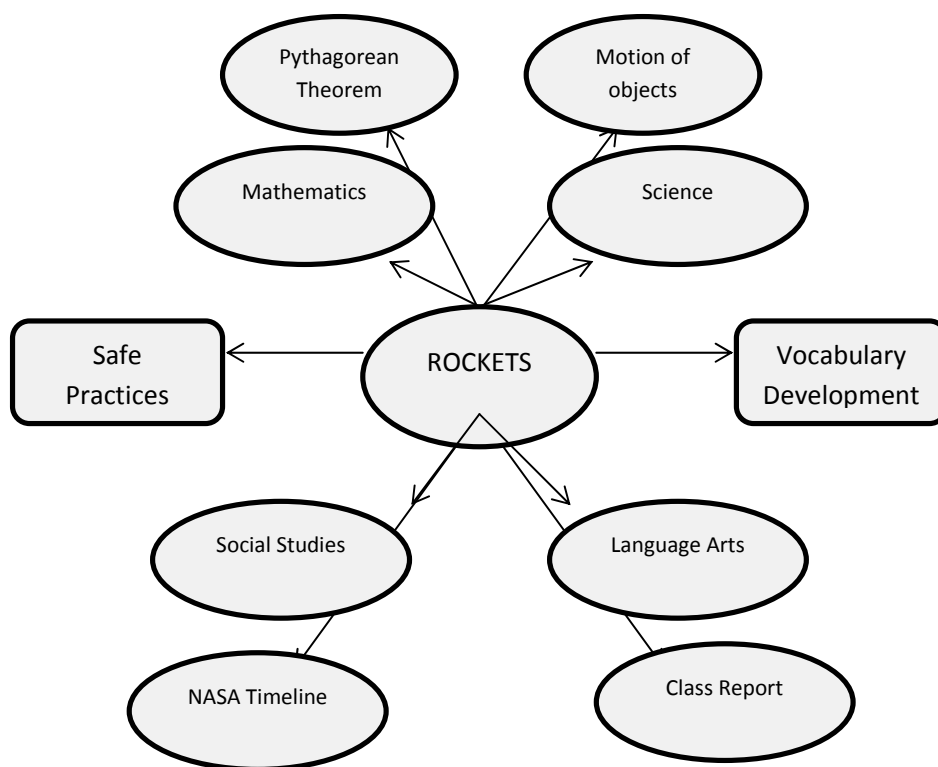 Pythagorean
Theorem
Motion of
objects
Mathematics
Science
Safe
Practices
ROCKETS
Vocabulary
Development
Social Studies
Language Arts
NASA Timeline
Class Report